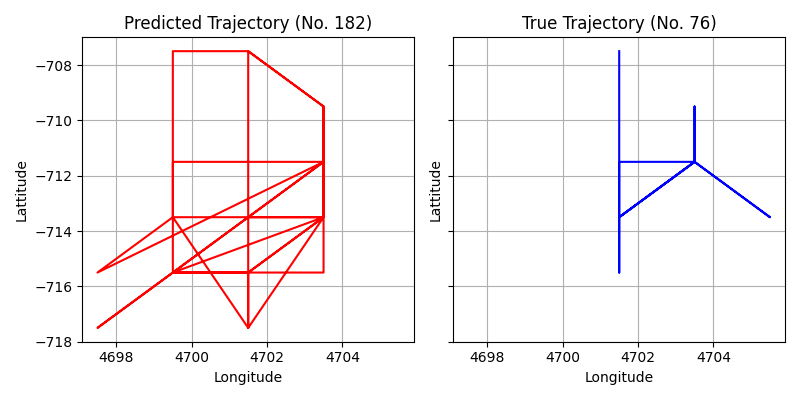 Predicted Trajectory (No. 182)
True Trajectory (No. 76)
Lattitude
−708
−710
−712
−714
−716
−718
4698
4700
4702
4704
Longitude
Lattitude
4698
4700
4702
4704
Longitude